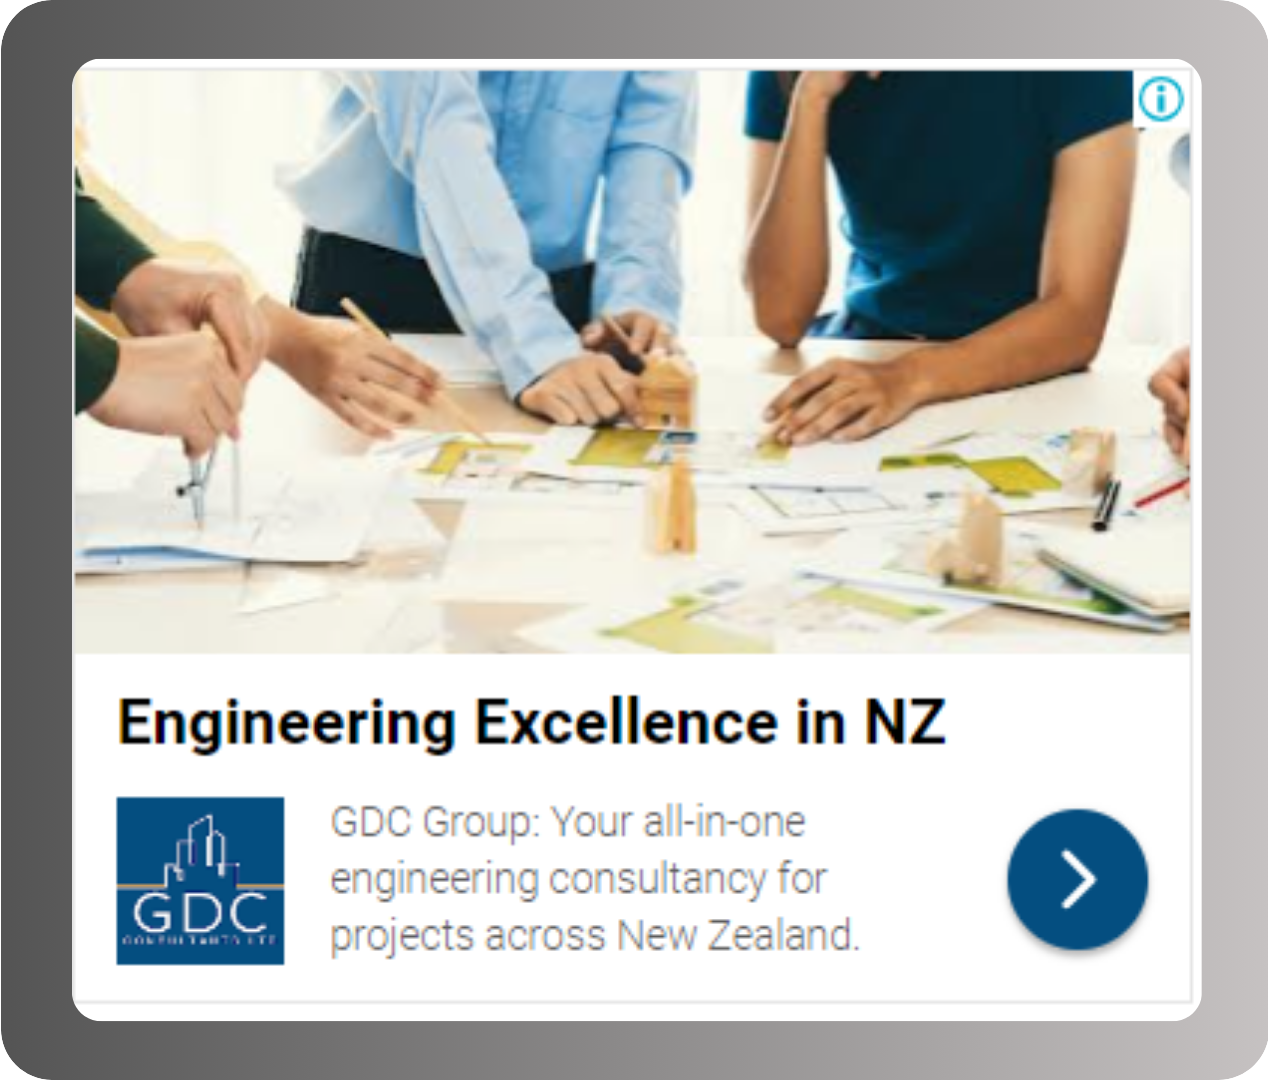 Engineering Excellence in NZ
GDC Group: Your all-in-one
engineering consultancy for
projects across New Zealand.
GDC
CONSULTANTS LTD